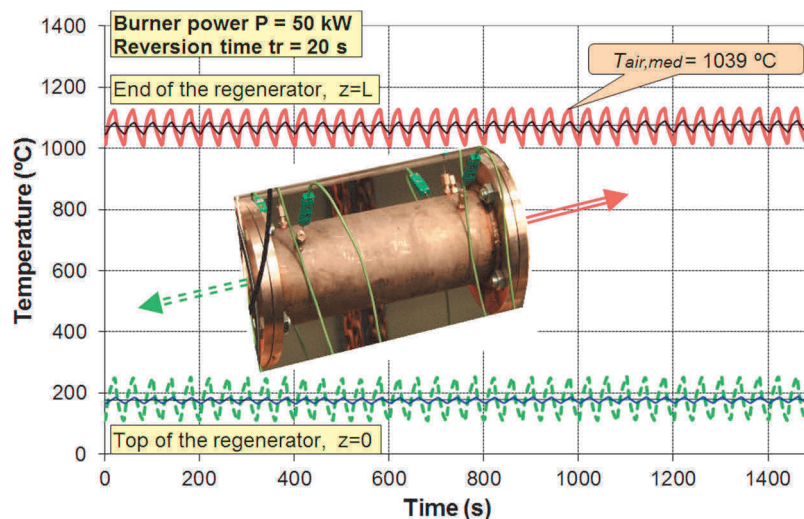 1400
1200
1000
800
600
400
200
0
Temperature (ºC)
Burner power P = 50 kW
Reversion time tr = 20 s
End of the regenerator, z=L
Tair,med = 1039 ºC
Top of the regenerator, z=0
0 200 400 600 800 1000 1200 1400
Time (s)